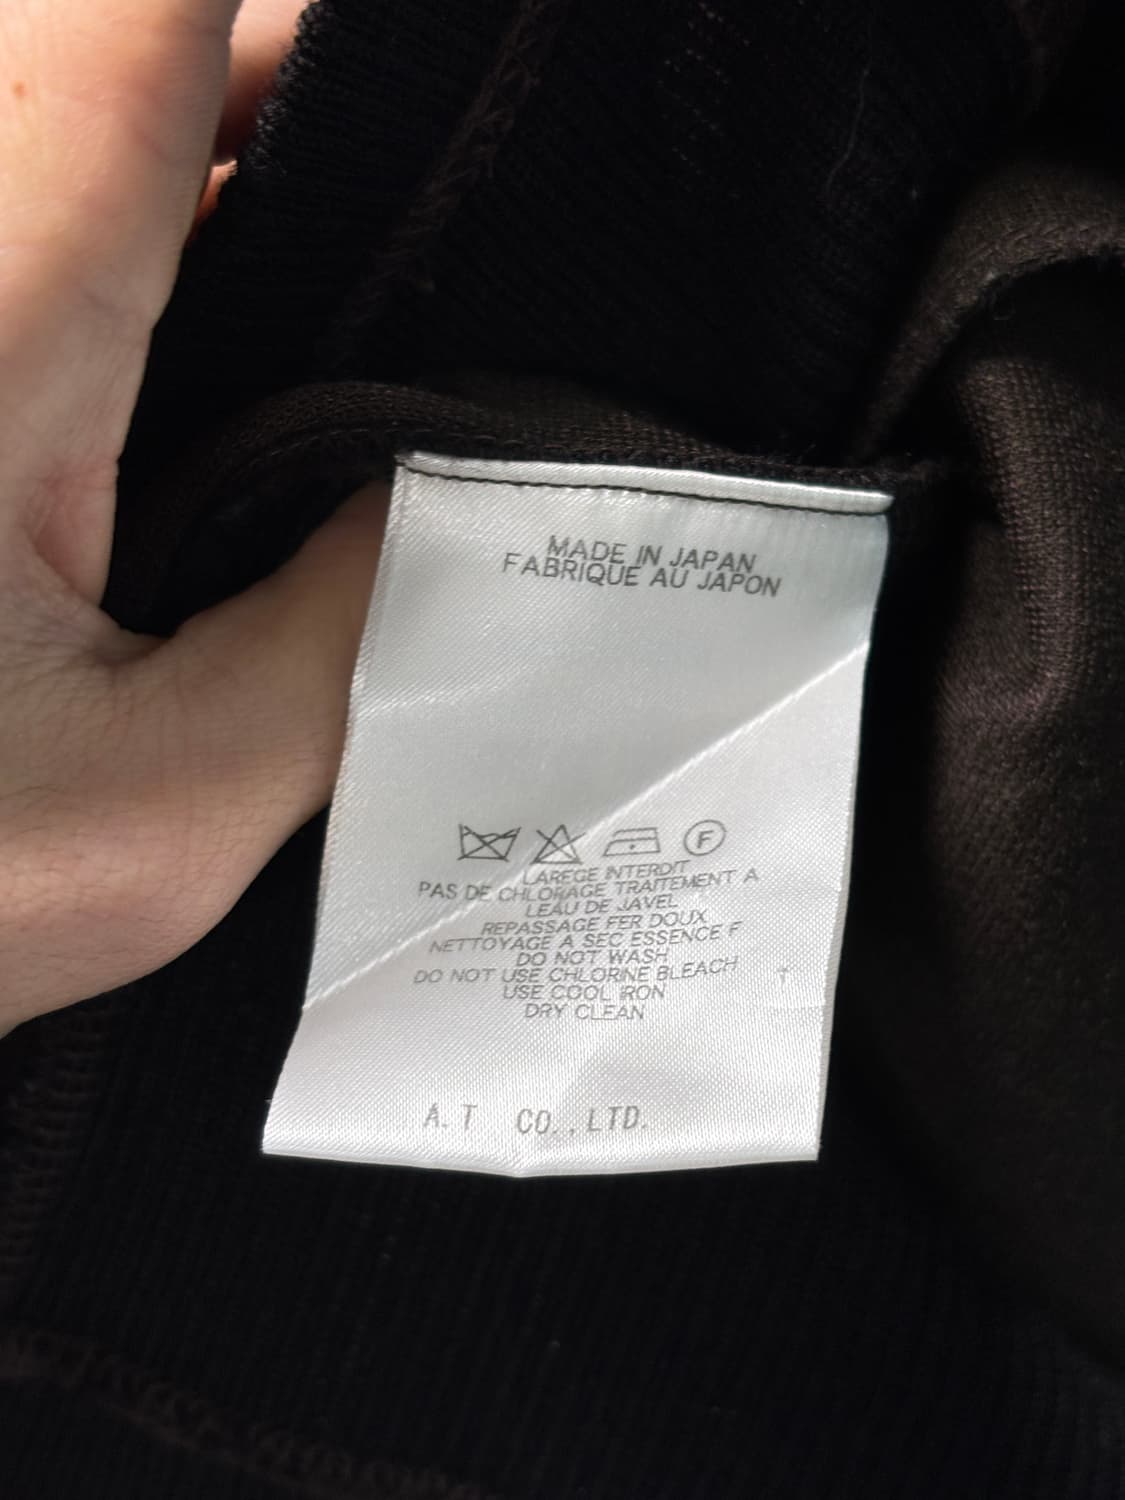 MADE IN JAPAN
FABRIQUE AU JAPON
F
LAREGE INTERDIT
PAS DE CHLORAGE TRAITEMENT A
LEAU DE JAVEL
REPASSAGE FER DOUX
NETTOYAGE A SEC ESSENCE F
DO NOT WASH
DO NOT USE CHLORINE BLEACH
USE COOL IRON
DRY CLEAN
A.T CO.,LTD.